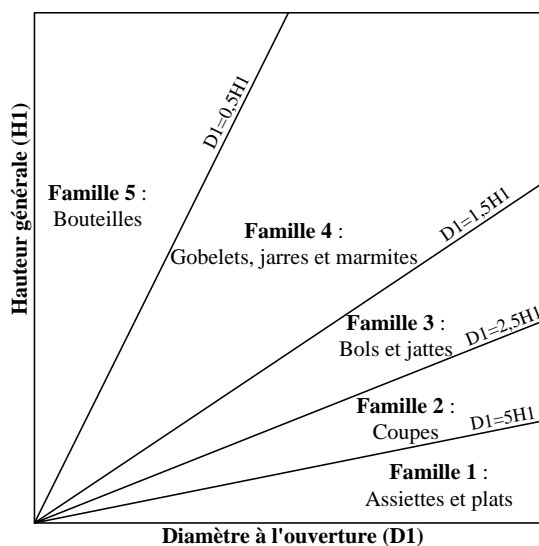 Hauteur générale (H1)
D1=0,5H1
Famille 5 :
Bouteilles
Famille 4 :
Gobelets, jarres et marmites
D1=1,5H1
Famille 3 :
Bols et jattes
D1=2,5H1
Famille 2 :
Coupes
D1=5H1
Famille 1 :
Assiettes et plats
Diamètre à l'ouverture (D1)